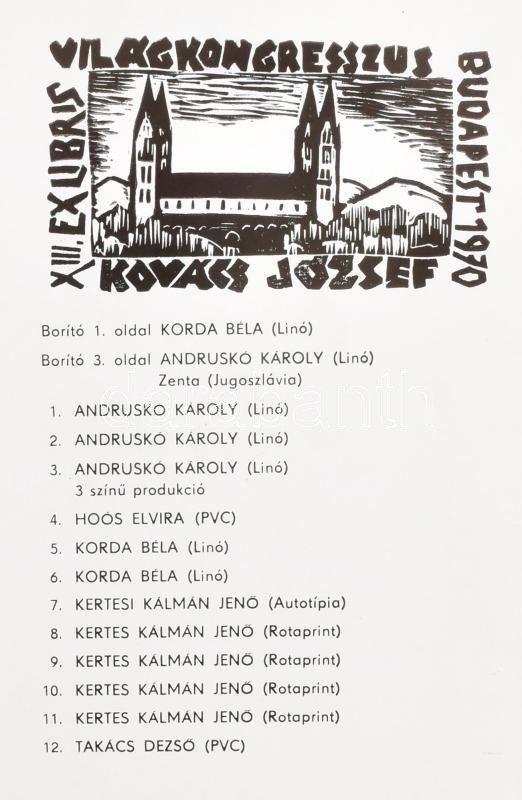 VILÁGKONGRESSZUS
XIII. EXLIBRIS
BUDAPEST 1970
KOVÁCS JÓZSEF
Borító 1. oldal KORDA BÉLA (Linó)
Borító 3. oldal ANDRUSKÓ KÁROLY (Linó)
Zenta (Jugoszlávia)
1. ANDRUSKÓ KÁROLY (Linó)
2. ANDRUSKÓ KÁROLY (Linó)
3. ANDRUSKÓ KÁROLY (Linó)
3 színű produkció
4. HOÓS ELVIRA (PVC)
5. KORDA BÉLA (Linó)
6. KORDA BÉLA (Linó)
7. KERTESI KÁLMÁN JENŐ (Autotípia)
8. KERTES KÁLMÁN JENŐ (Rotaprint)
9. KERTES KÁLMÁN JENŐ (Rotaprint)
10. KERTES KÁLMÁN JENŐ (Rotaprint)
11. KERTES KÁLMÁN JENŐ (Rotaprint)
12. TAKÁCS DEZSŐ (PVC)